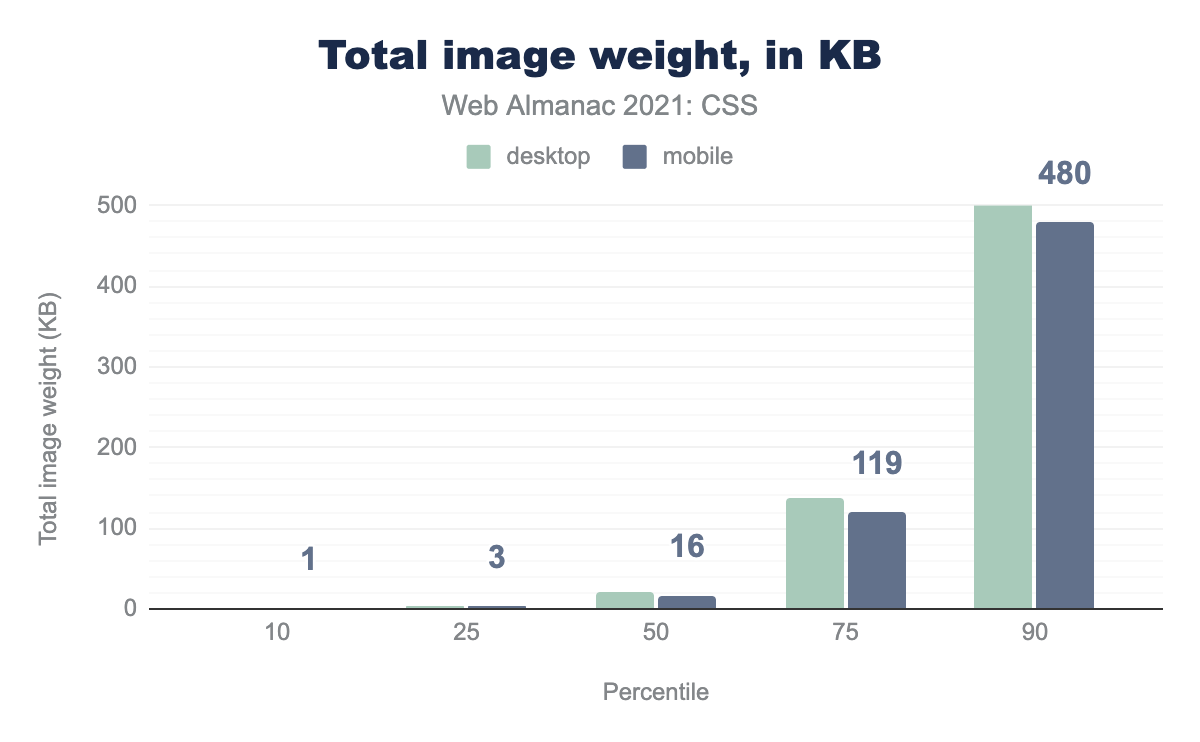 Total image weight, in KB
Web Almanac 2021: CSS
desktop mobile
480
500
400
300
200
100
0
Total image weight (KB)
119
16
3
1
10 25 50 75 90
Percentile